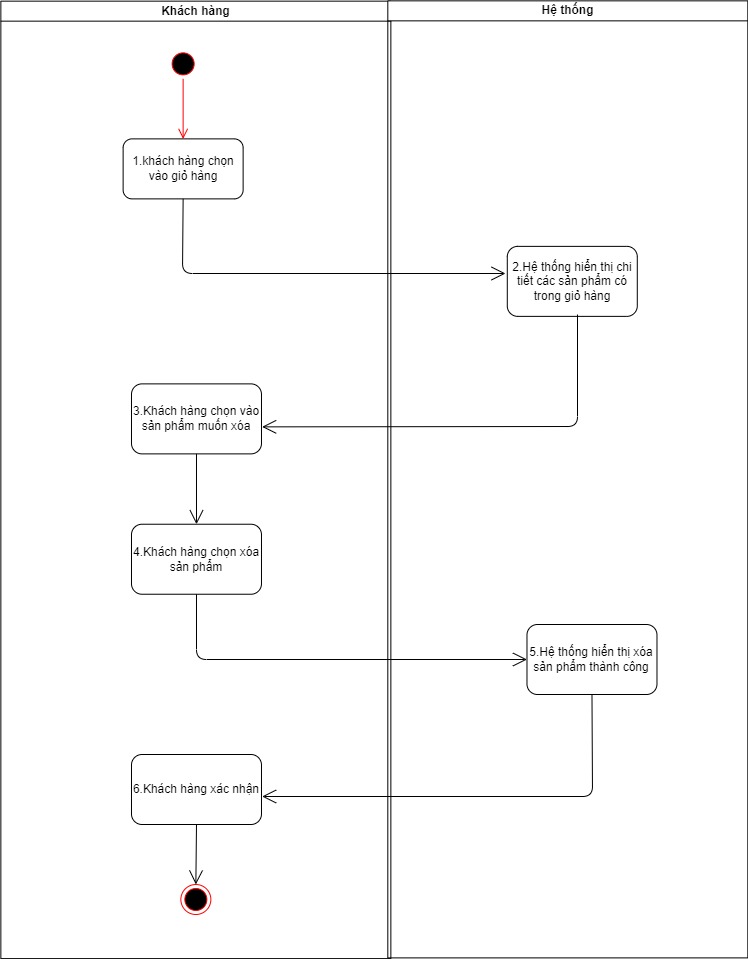 Khách hàng
Hệ thống
1.khách hàng chọn
vào giỏ hàng
2.Hệ thống hiển thị chi
tiết các sản phẩm có
trong giỏ hàng
3.Khách hàng chọn vào
sản phẩm muốn xóa
4.Khách hàng chọn xóa
sản phẩm
5.Hệ thống hiển thị xóa
sản phẩm thành công
6.Khách hàng xác nhận